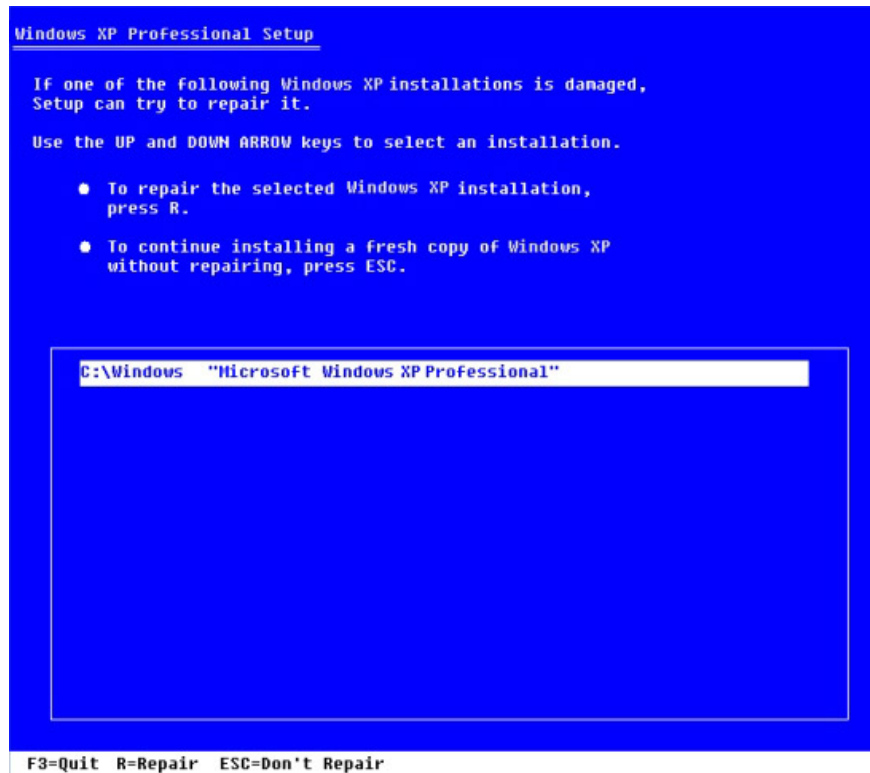 Windows XP Professional Setup
If one of the following Windows XP installations is damaged,
Setup can try to repair it.
Use the UP and DOWN ARROW keys to select an installation.
• To repair the selected Windows XP installation,
press R.
• To continue installing a fresh copy of Windows XP
without repairing, press ESC.
C:\Windows "Microsoft Windows XP Professional"
F3=Quit R=Repair ESC=Don't Repair